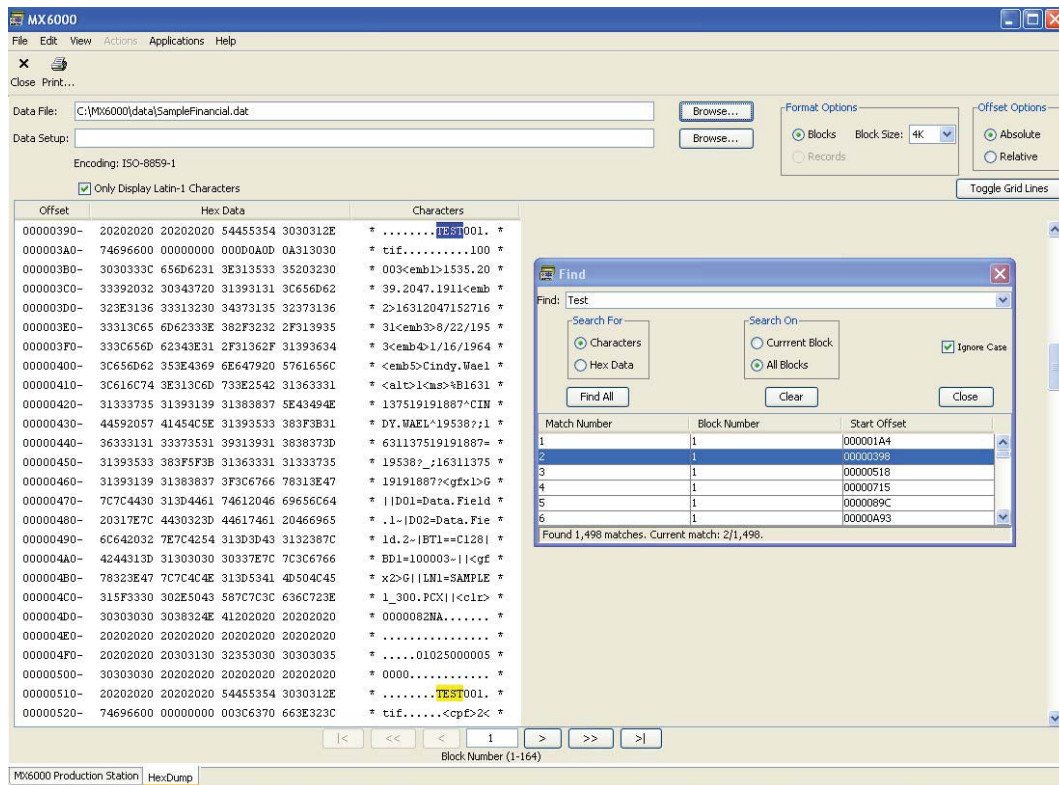 MX6000
File Edit View Actions Applications Help
Close Print...
Data File: C:\MX6000\data\SampleFinancial.dat Browse...
Data Setup: Browse...
Encoding: ISO-8859-1
Only Display Latin-1 Characters
Format Options
Blocks Block Size: 4K
Records
Offset Options
Absolute
Relative
Toggle Grid Lines
Offset Hex Data Characters
00000390- 20202020 20202020 54455354 3030312E * ........TEST001. *
000003A0- 74696600 00000000 000D0A0D 0A313030 * tif..........100 *
000003B0- 3030333C 656D6231 3E313533 35203230 * 003<emb1>1535.20 *
000003C0- 33392032 30343720 31393131 3C656D62 * 39.2047.1911<emb *
000003D0- 323E3136 33313230 34373135 32373136 * 2>16312047152716 *
000003E0- 33313C65 6D62333E 382F3232 2F313935 * 31<emb3>8/22/195 *
000003F0- 333C656D 62343E31 2F31362F 31393634 * 3<emb4>1/16/1964 *
00000400- 3C656D62 353E4369 6E647920 5761656C * <emb5>Cindy.Wael *
00000410- 3C616C74 3E313C6D 733E2542 31363331 * <alt>1<ms>%B1631 *
00000420- 31333735 31393139 31383837 5E43494E * 137519191887^CIN *
00000430- 44592057 41454C5E 31393533 383F3B31 * DY.WAEL^19538?;1 *
00000440- 36333131 33373531 39313931 3838373D * 631137519191887= *
00000450- 31393533 383F5F3B 31363331 31333735 * 19538?_;16311375 *
00000460- 31393139 31383837 3F3C6766 78313E47 * 19191887?<gfx1>G *
00000470- 7C7C4430 313D4461 74612046 69656C64 * ||D01=Data.Field *
00000480- 20317E7C 4430323D 44617461 20466965 * .1~|D02=Data.Fie *
00000490- 6C642032 7E7C4254 313D3D43 3132387C * ld.2~|BT1==C128| *
000004A0- 4244313D 31303030 30337E7C 7C3C6766 * BD1=100003~||<gf *
000004B0- 78323E47 7C7C4C4E 313D5341 4D504C45 * x2>G||LN1=SAMPLE *
000004C0- 315F3330 302E5043 587C7C3C 636C723E * 1_300.PCX||<clr> *
000004D0- 30303030 3038324E 41202020 20202020 * 0000082NA....... *
000004E0- 20202020 20202020 20202020 20202020 * ................ *
000004F0- 20202020 20303130 32353030 30303035 * .....01025000005 *
00000500- 30303030 20202020 20202020 20202020 * 0000............ *
00000510- 20202020 20202020 54455354 3030312E * ........TEST001. *
00000520- 74696600 00000000 003C6370 663E323C * tif......<cpf>2< *
Find
Find: Test
Search For
Characters
Hex Data
Search On
Currrent Block
All Blocks
Ignore Case
Find All Clear Close
Match Number Block Number Start Offset
1 1 000001A4
2 1 00000398
3 1 00000518
4 1 00000715
5 1 0000089C
6 1 00000A93
Found 1,498 matches. Current match: 2/1,498.
|< << < 1 > >> >|
Block Number (1-164)
MX6000 Production Station HexDump